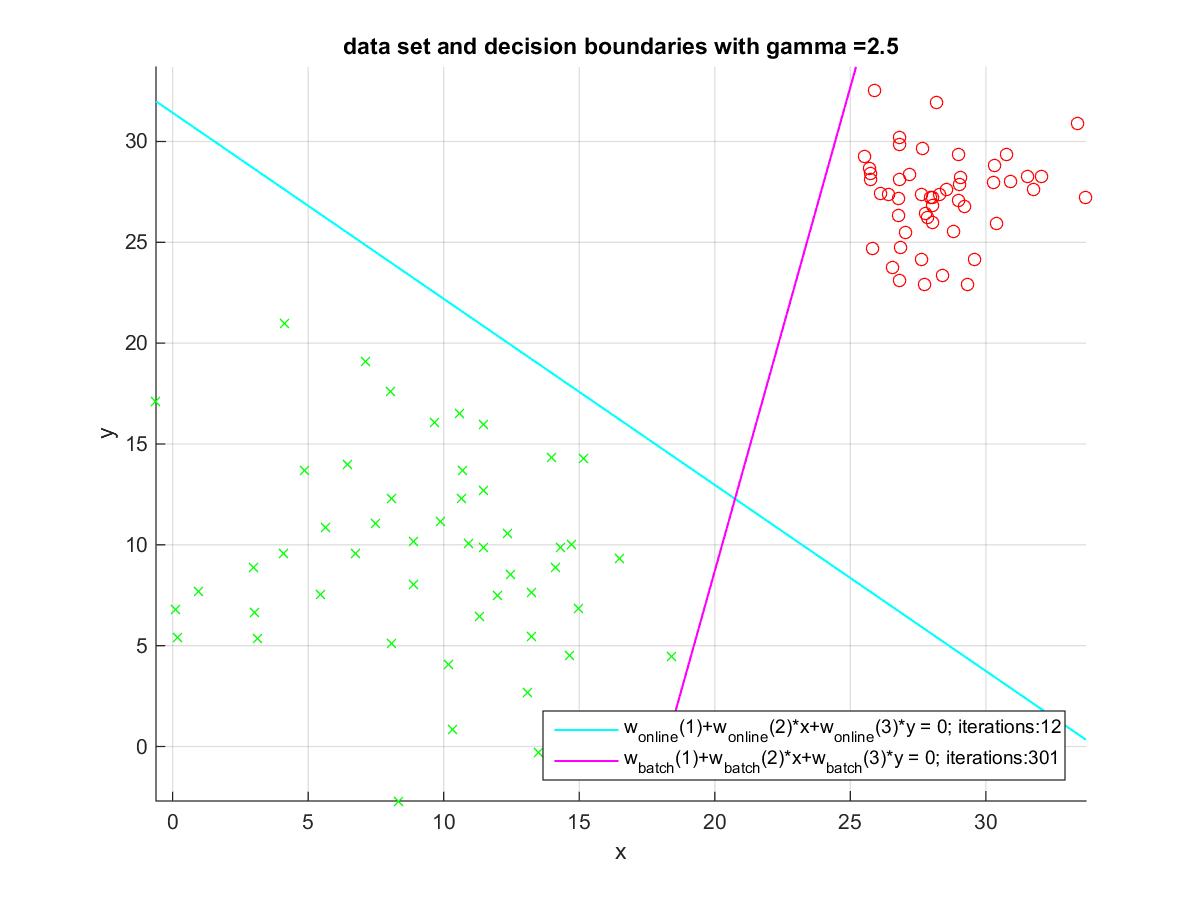 data set and decision boundaries with gamma =2.5
30
25
20
15
10
5
0
y
w_online(1)+w_online(2)*x+w_online(3)*y = 0; iterations:12
w_batch(1)+w_batch(2)*x+w_batch(3)*y = 0; iterations:301
0 5 10 15 20 25 30
x